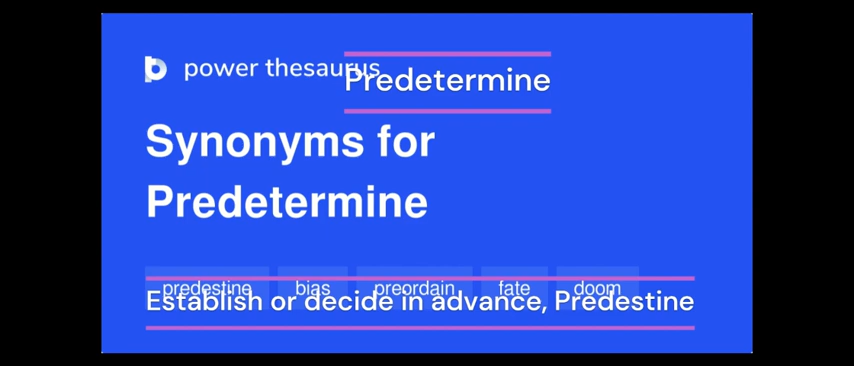 power thesaurus
Predetermine
Synonyms for
Predetermine
predestine bias preordain fate doom
Establish or decide in advance, Predestine